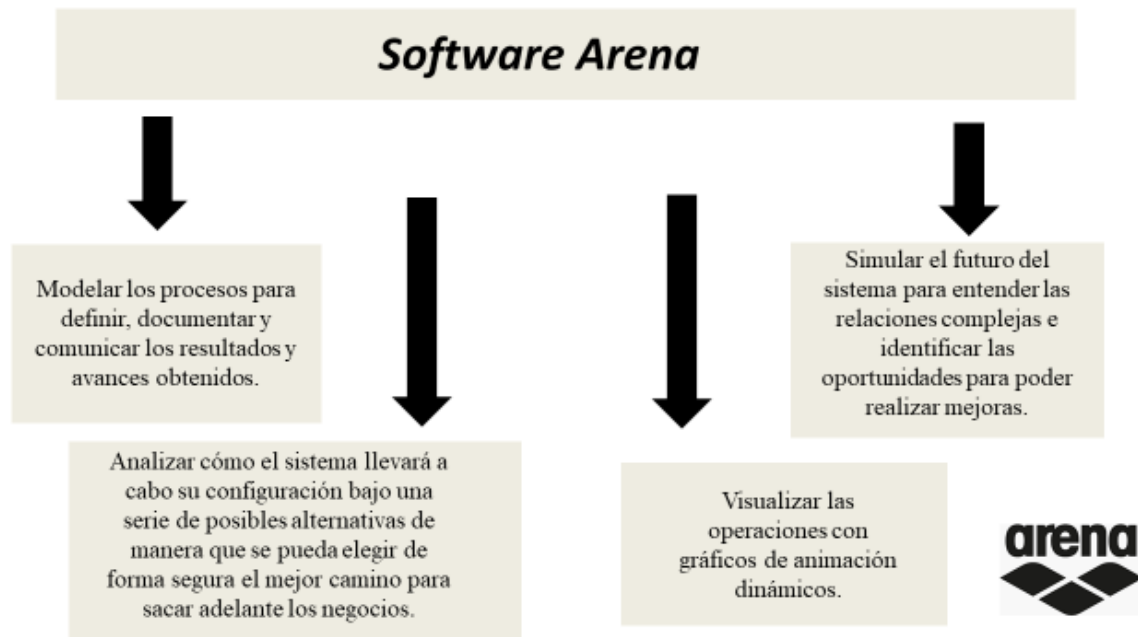 Software Arena
Modelar los procesos para
definir, documentar y
comunicar los resultados y
avances obtenidos.
Analizar cómo el sistema llevará a
cabo su configuración bajo una
serie de posibles alternativas de
manera que se pueda elegir de
forma segura el mejor camino para
sacar adelante los negocios.
Visualizar las
operaciones con
gráficos de animación
dinámicos.
Simular el futuro del
sistema para entender las
relaciones complejas e
identificar las
oportunidades para poder
realizar mejoras.
arena